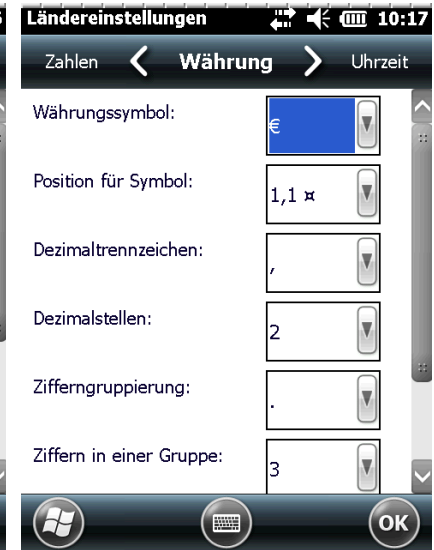 Ländereinstellungen 10:17
Zahlen Währung Uhrzeit
Währungssymbol: €
Position für Symbol: 1,1 ¤
Dezimaltrennzeichen: ,
Dezimalstellen: 2
Zifferngruppierung: .
Ziffern in einer Gruppe: 3
OK